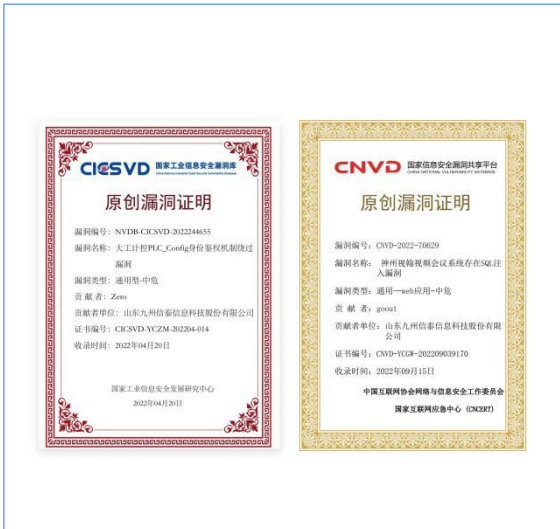 CICSVD 国家工业信息安全漏洞库
原创漏洞证明
漏洞编号：NVDB-CICSVD-2022244655
漏洞名称：大工计控PLC_Config身份鉴权机制绕过
漏洞
漏洞类型：通用型-中危
贡 献 者：Zero
贡献者单位：山东九州信泰信息科技股份有限公司
证书编号：CICSVD-YCZM-202204-014
收录时间：2022年04月20日
国家工业信息安全发展研究中心
2022年04月20日
CNVD 国家信息安全漏洞共享平台
CHINA NATIONAL VULNERABILITY DATABASE
原创漏洞证明
漏洞编号：CNVD-2022-70629
漏洞名称： 神州视翰视频会议系统存在SQL注
入漏洞
漏洞类型：通用—web应用-中危
贡 献 者：goout
贡献者单位：山东九州信泰信息科技股份有限
公司
证书编号：CNVD-YCGW-202209039170
收录时间：2022年09月15日
中国互联网协会网络与信息安全工作委员会
国家互联网应急中心（CNCERT）